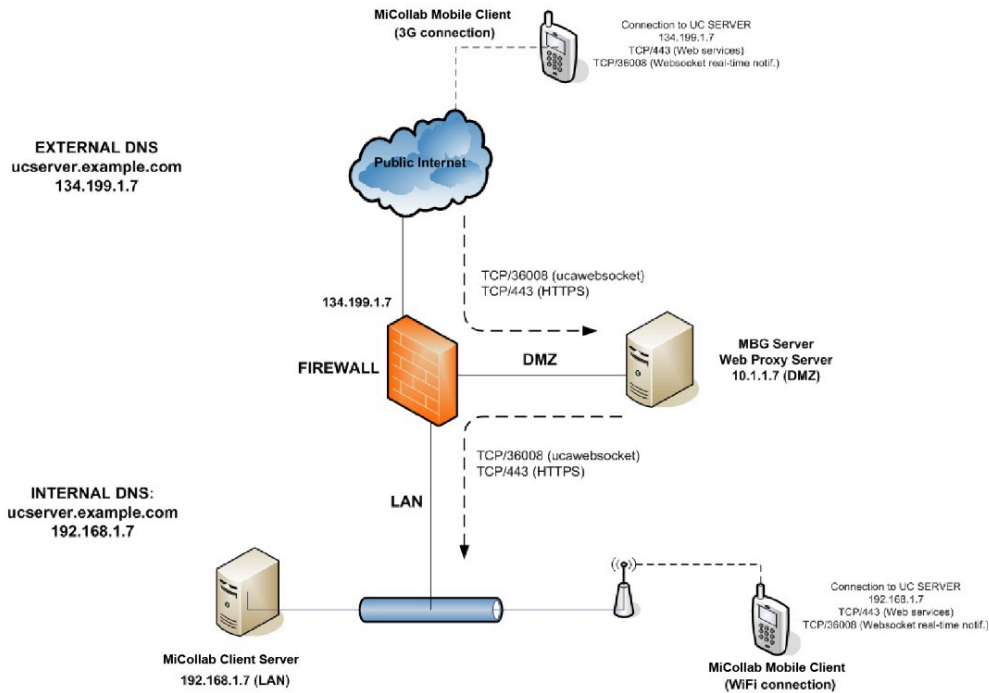 MiCollab Mobile Client
(3G connection)
Connection to UC SERVER
134.199.1.7
TCP/443 (Web services)
TCP/36008 (Websocket real-time notif.)
EXTERNAL DNS
ucserver.example.com
134.199.1.7
Public Internet
TCP/36008 (ucawebsocket)
TCP/443 (HTTPS)
134.199.1.7
FIREWALL
DMZ
MBG Server
Web Proxy Server
10.1.1.7 (DMZ)
TCP/36008 (ucawebsocket)
TCP/443 (HTTPS)
LAN
INTERNAL DNS:
ucserver.example.com
192.168.1.7
MiCollab Client Server
192.168.1.7 (LAN)
Connection to UC SERVER
192.168.1.7
TCP/443 (Web services)
TCP/36008 (Websocket real-time notif.)
MiCollab Mobile Client
(WiFi connection)